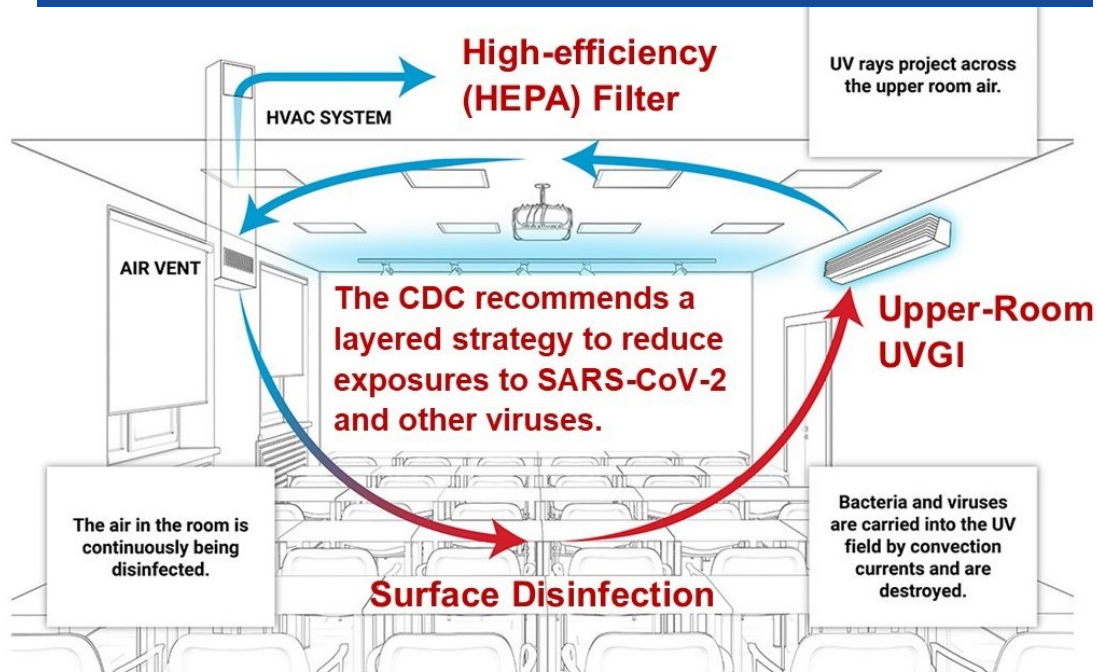 High-efficiency
(HEPA) Filter
UV rays project across
the upper room air.
HVAC SYSTEM
AIR VENT
The CDC recommends a
layered strategy to reduce
exposures to SARS-CoV-2
and other viruses.
Upper-Room
UVGI
The air in the room is
continuously being
disinfected.
Bacteria and viruses
are carried into the UV
field by convection
currents and are
destroyed.
Surface Disinfection